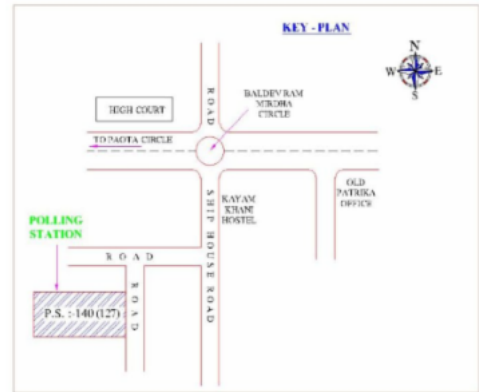 KEY - PLAN
N
W E
S
ROAD
HIGH COURT
BALDEV RAM
MIRDHA
CIRCLE
TO PAOTA CIRCLE
SHIP HOUSE ROAD
KAYAM
KHANI
HOSTEL
OLD
PATRIKA
OFFICE
POLLING
STATION
ROAD
ROAD
P.S. :-140 (127)